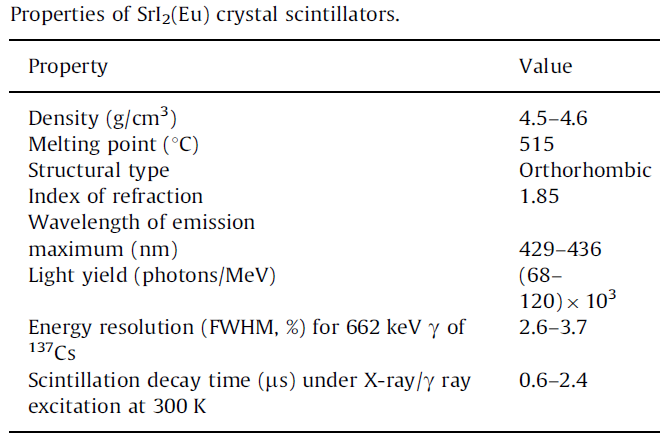 Properties of SrI₂(Eu) crystal scintillators.
Property Value
Density (g/cm³) 4.5–4.6
Melting point (°C) 515
Structural type Orthorhombic
Index of refraction 1.85
Wavelength of emission
maximum (nm) 429–436
Light yield (photons/MeV) (68–
120) × 10³
Energy resolution (FWHM, %) for 662 keV γ of 2.6–3.7
¹³⁷Cs
Scintillation decay time (μs) under X-ray/γ ray 0.6–2.4
excitation at 300 K